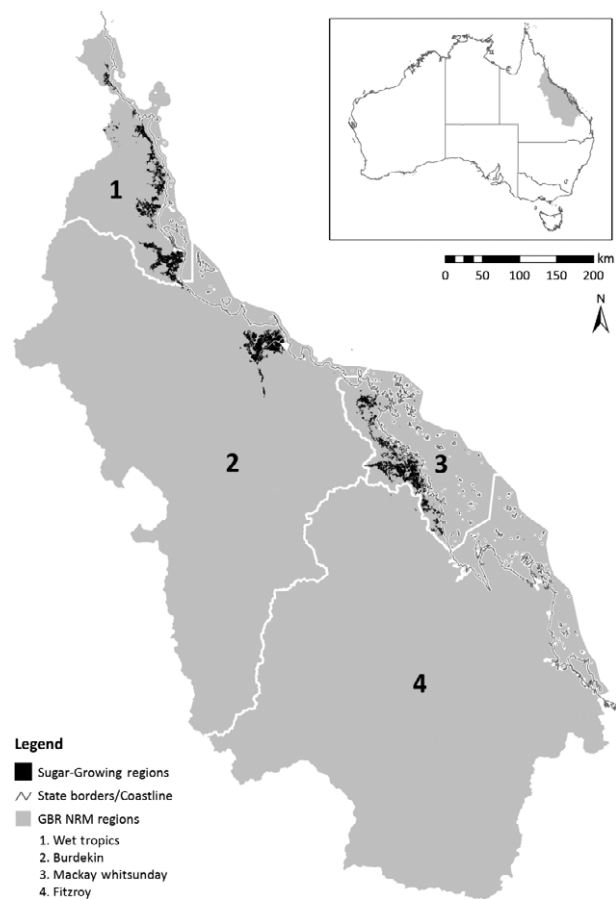 km
0 50 100 150 200
N
1
2
3
4
Legend
Sugar-Growing regions
State borders/Coastline
GBR NRM regions
1. Wet tropics
2. Burdekin
3. Mackay whitsunday
4. Fitzroy